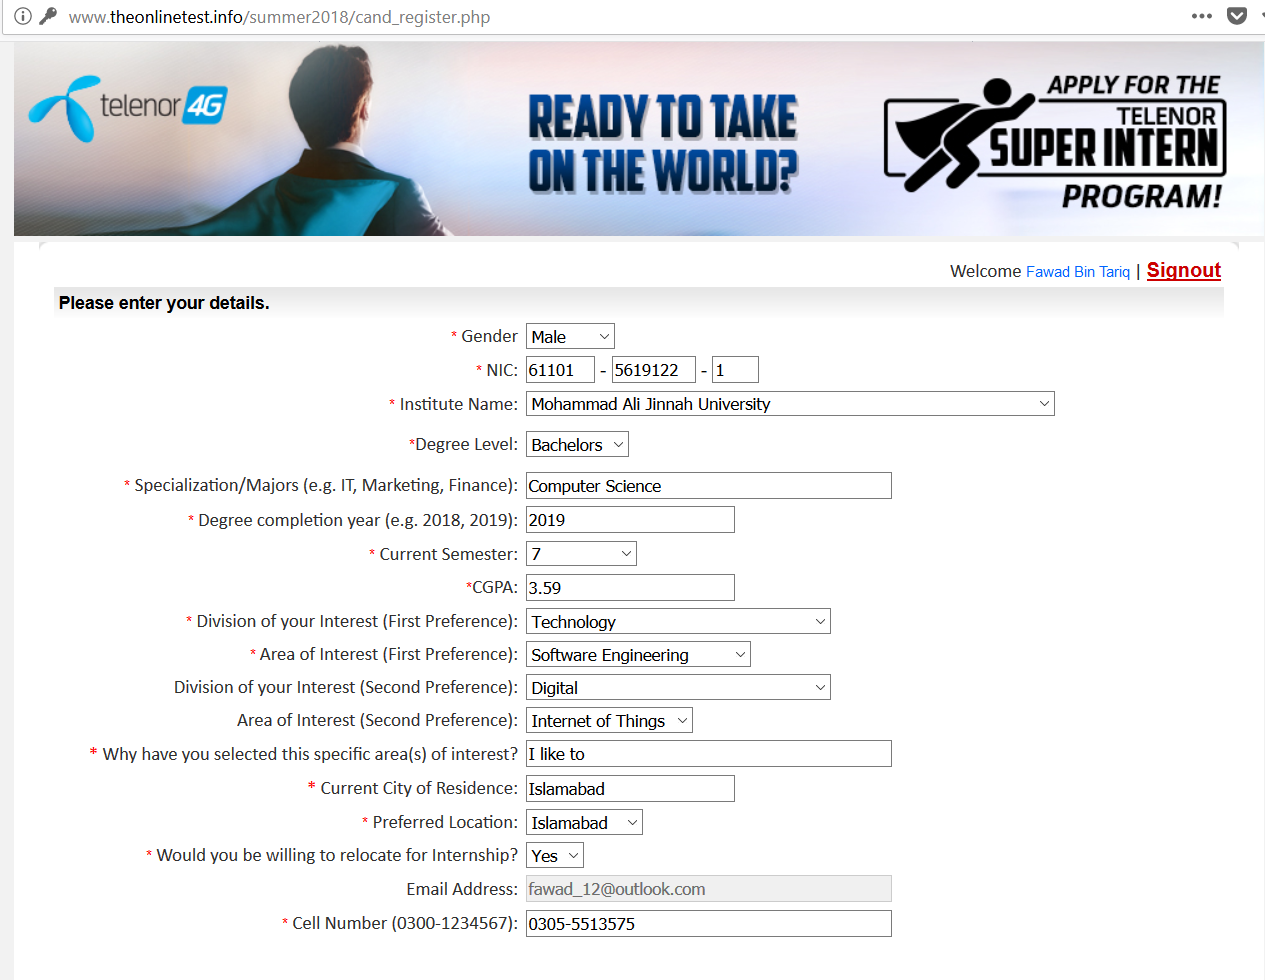 www.theonlinetest.info/summer2018/cand_register.php
telenor 4G
READY TO TAKE
ON THE WORLD?
APPLY FOR THE
TELENOR
SUPER INTERN
PROGRAM!
Welcome Fawad Bin Tariq | Signout
Please enter your details.
* Gender Male
* NIC: 61101 - 5619122 - 1
* Institute Name: Mohammad Ali Jinnah University
*Degree Level: Bachelors
* Specialization/Majors (e.g. IT, Marketing, Finance): Computer Science
* Degree completion year (e.g. 2018, 2019): 2019
* Current Semester: 7
*CGPA: 3.59
* Division of your Interest (First Preference): Technology
* Area of Interest (First Preference): Software Engineering
Division of your Interest (Second Preference): Digital
Area of Interest (Second Preference): Internet of Things
* Why have you selected this specific area(s) of interest? I like to
* Current City of Residence: Islamabad
* Preferred Location: Islamabad
* Would you be willing to relocate for Internship? Yes
Email Address: fawad_12@outlook.com
* Cell Number (0300-1234567): 0305-5513575